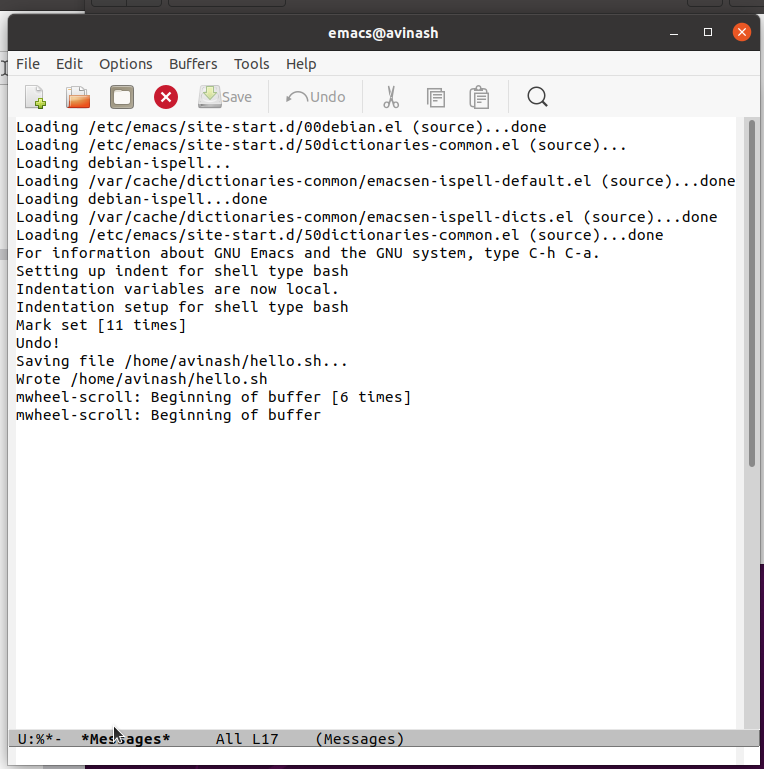 emacs@avinash
File Edit Options Buffers Tools Help
Save Undo
Loading /etc/emacs/site-start.d/00debian.el (source)...done
Loading /etc/emacs/site-start.d/50dictionaries-common.el (source)...
Loading debian-ispell...
Loading /var/cache/dictionaries-common/emacsen-ispell-default.el (source)...done
Loading debian-ispell...done
Loading /var/cache/dictionaries-common/emacsen-ispell-dicts.el (source)...done
Loading /etc/emacs/site-start.d/50dictionaries-common.el (source)...done
For information about GNU Emacs and the GNU system, type C-h C-a.
Setting up indent for shell type bash
Indentation variables are now local.
Indentation setup for shell type bash
Mark set [11 times]
Undo!
Saving file /home/avinash/hello.sh...
Wrote /home/avinash/hello.sh
mwheel-scroll: Beginning of buffer [6 times]
mwheel-scroll: Beginning of buffer
U:%*- *Messages* All L17 (Messages)